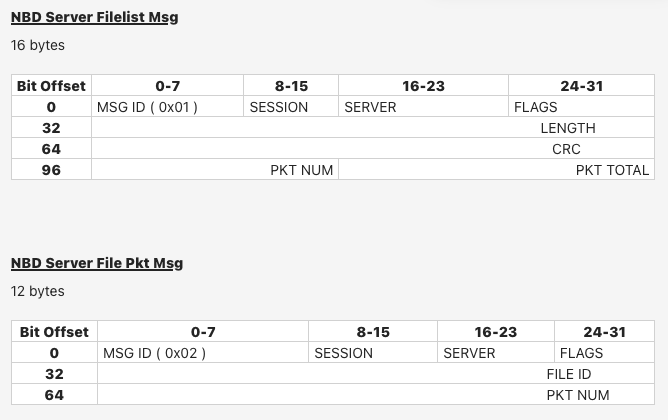 NBD Server Filelist Msg
16 bytes
Bit Offset 0-7 8-15 16-23 24-31
0 MSG ID ( 0x01 ) SESSION SERVER FLAGS
32 LENGTH
64 CRC
96 PKT NUM PKT TOTAL
NBD Server File Pkt Msg
12 bytes
Bit Offset 0-7 8-15 16-23 24-31
0 MSG ID ( 0x02 ) SESSION SERVER FLAGS
32 FILE ID
64 PKT NUM